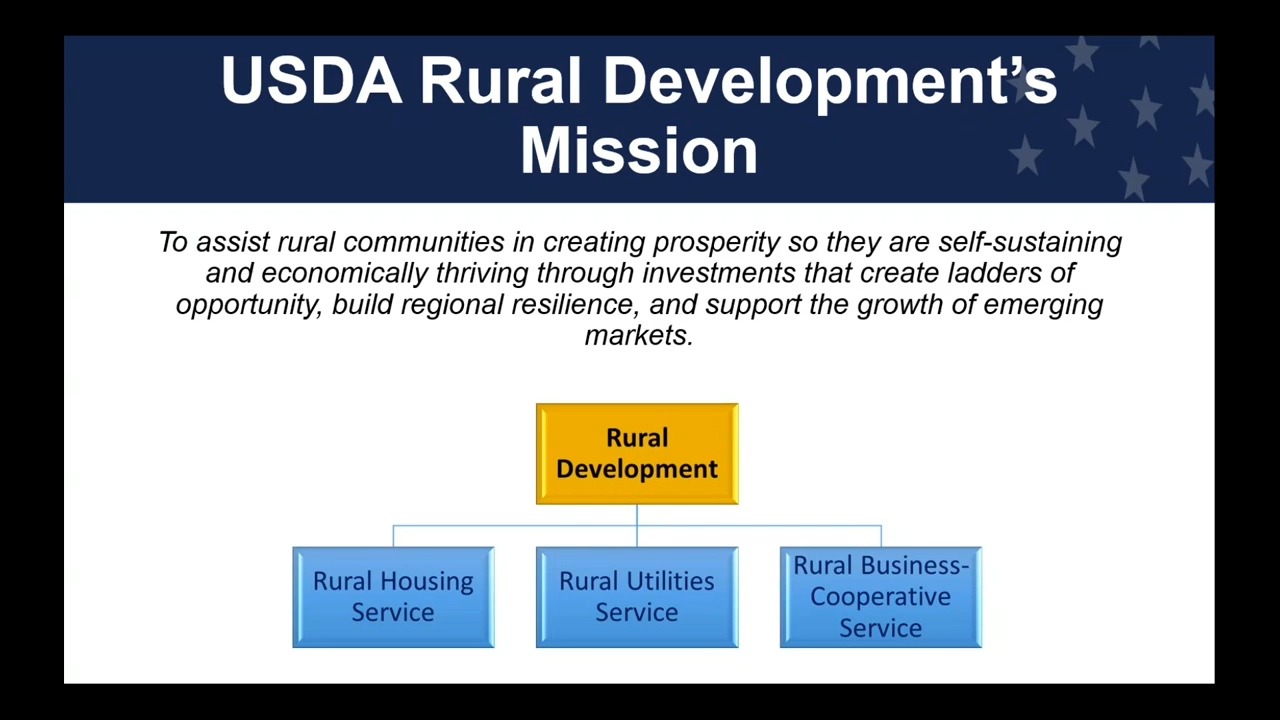 USDA Rural Development’s
Mission
To assist rural communities in creating prosperity so they are self-sustaining
and economically thriving through investments that create ladders of
opportunity, build regional resilience, and support the growth of emerging
markets.
Rural
Development
Rural Housing
Service
Rural Utilities
Service
Rural Business-
Cooperative
Service